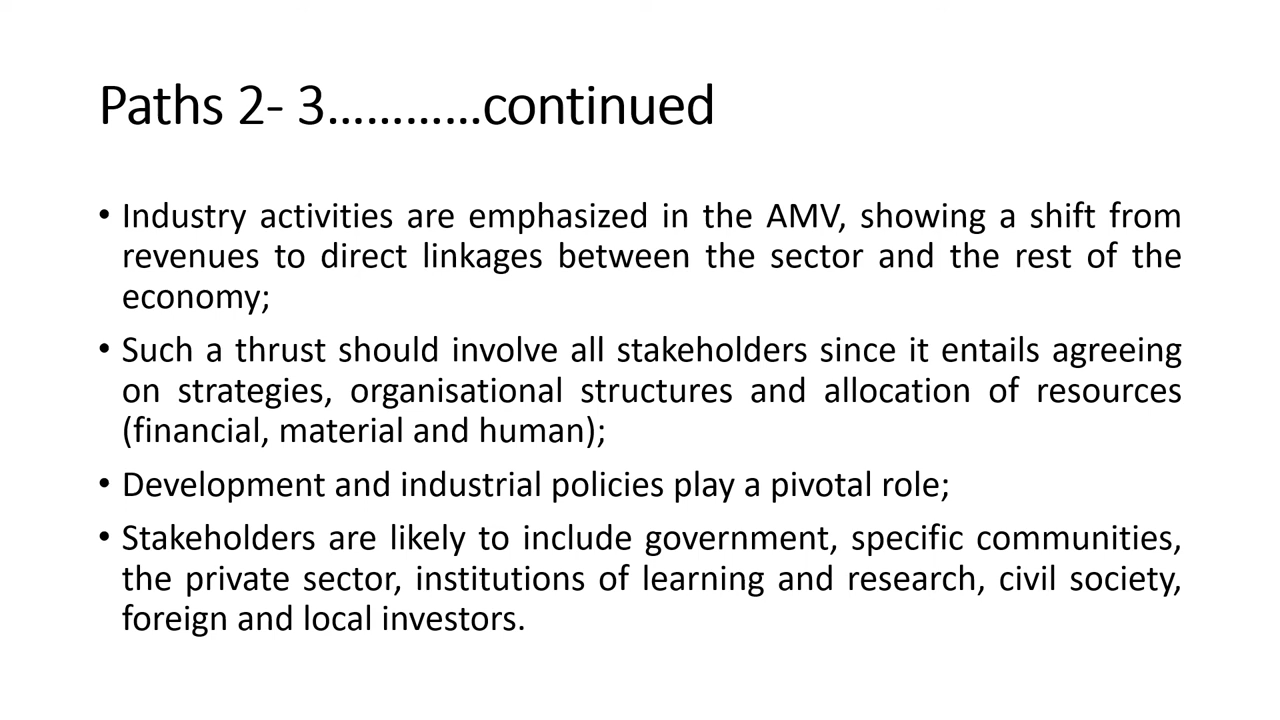 Paths 2- 3…………continued
• Industry activities are emphasized in the AMV, showing a shift from
revenues to direct linkages between the sector and the rest of the
economy;
• Such a thrust should involve all stakeholders since it entails agreeing
on strategies, organisational structures and allocation of resources
(financial, material and human);
• Development and industrial policies play a pivotal role;
• Stakeholders are likely to include government, specific communities,
the private sector, institutions of learning and research, civil society,
foreign and local investors.